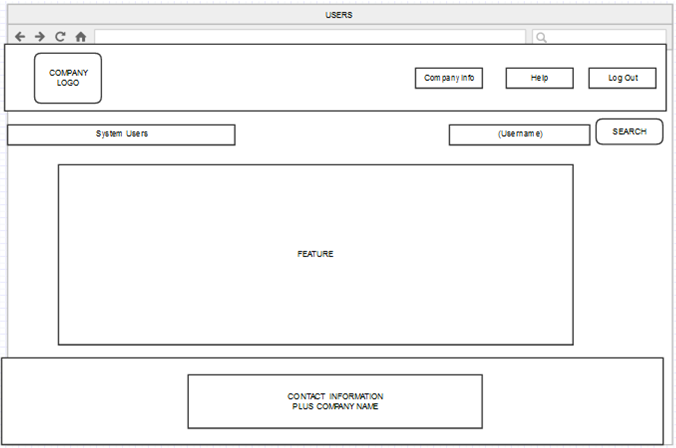 USERS
COMPANY
LOGO
Company Info
Help
Log Out
System Users
(Username)
SEARCH
FEATURE
CONTACT INFORMATION
PLUS COMPANY NAME